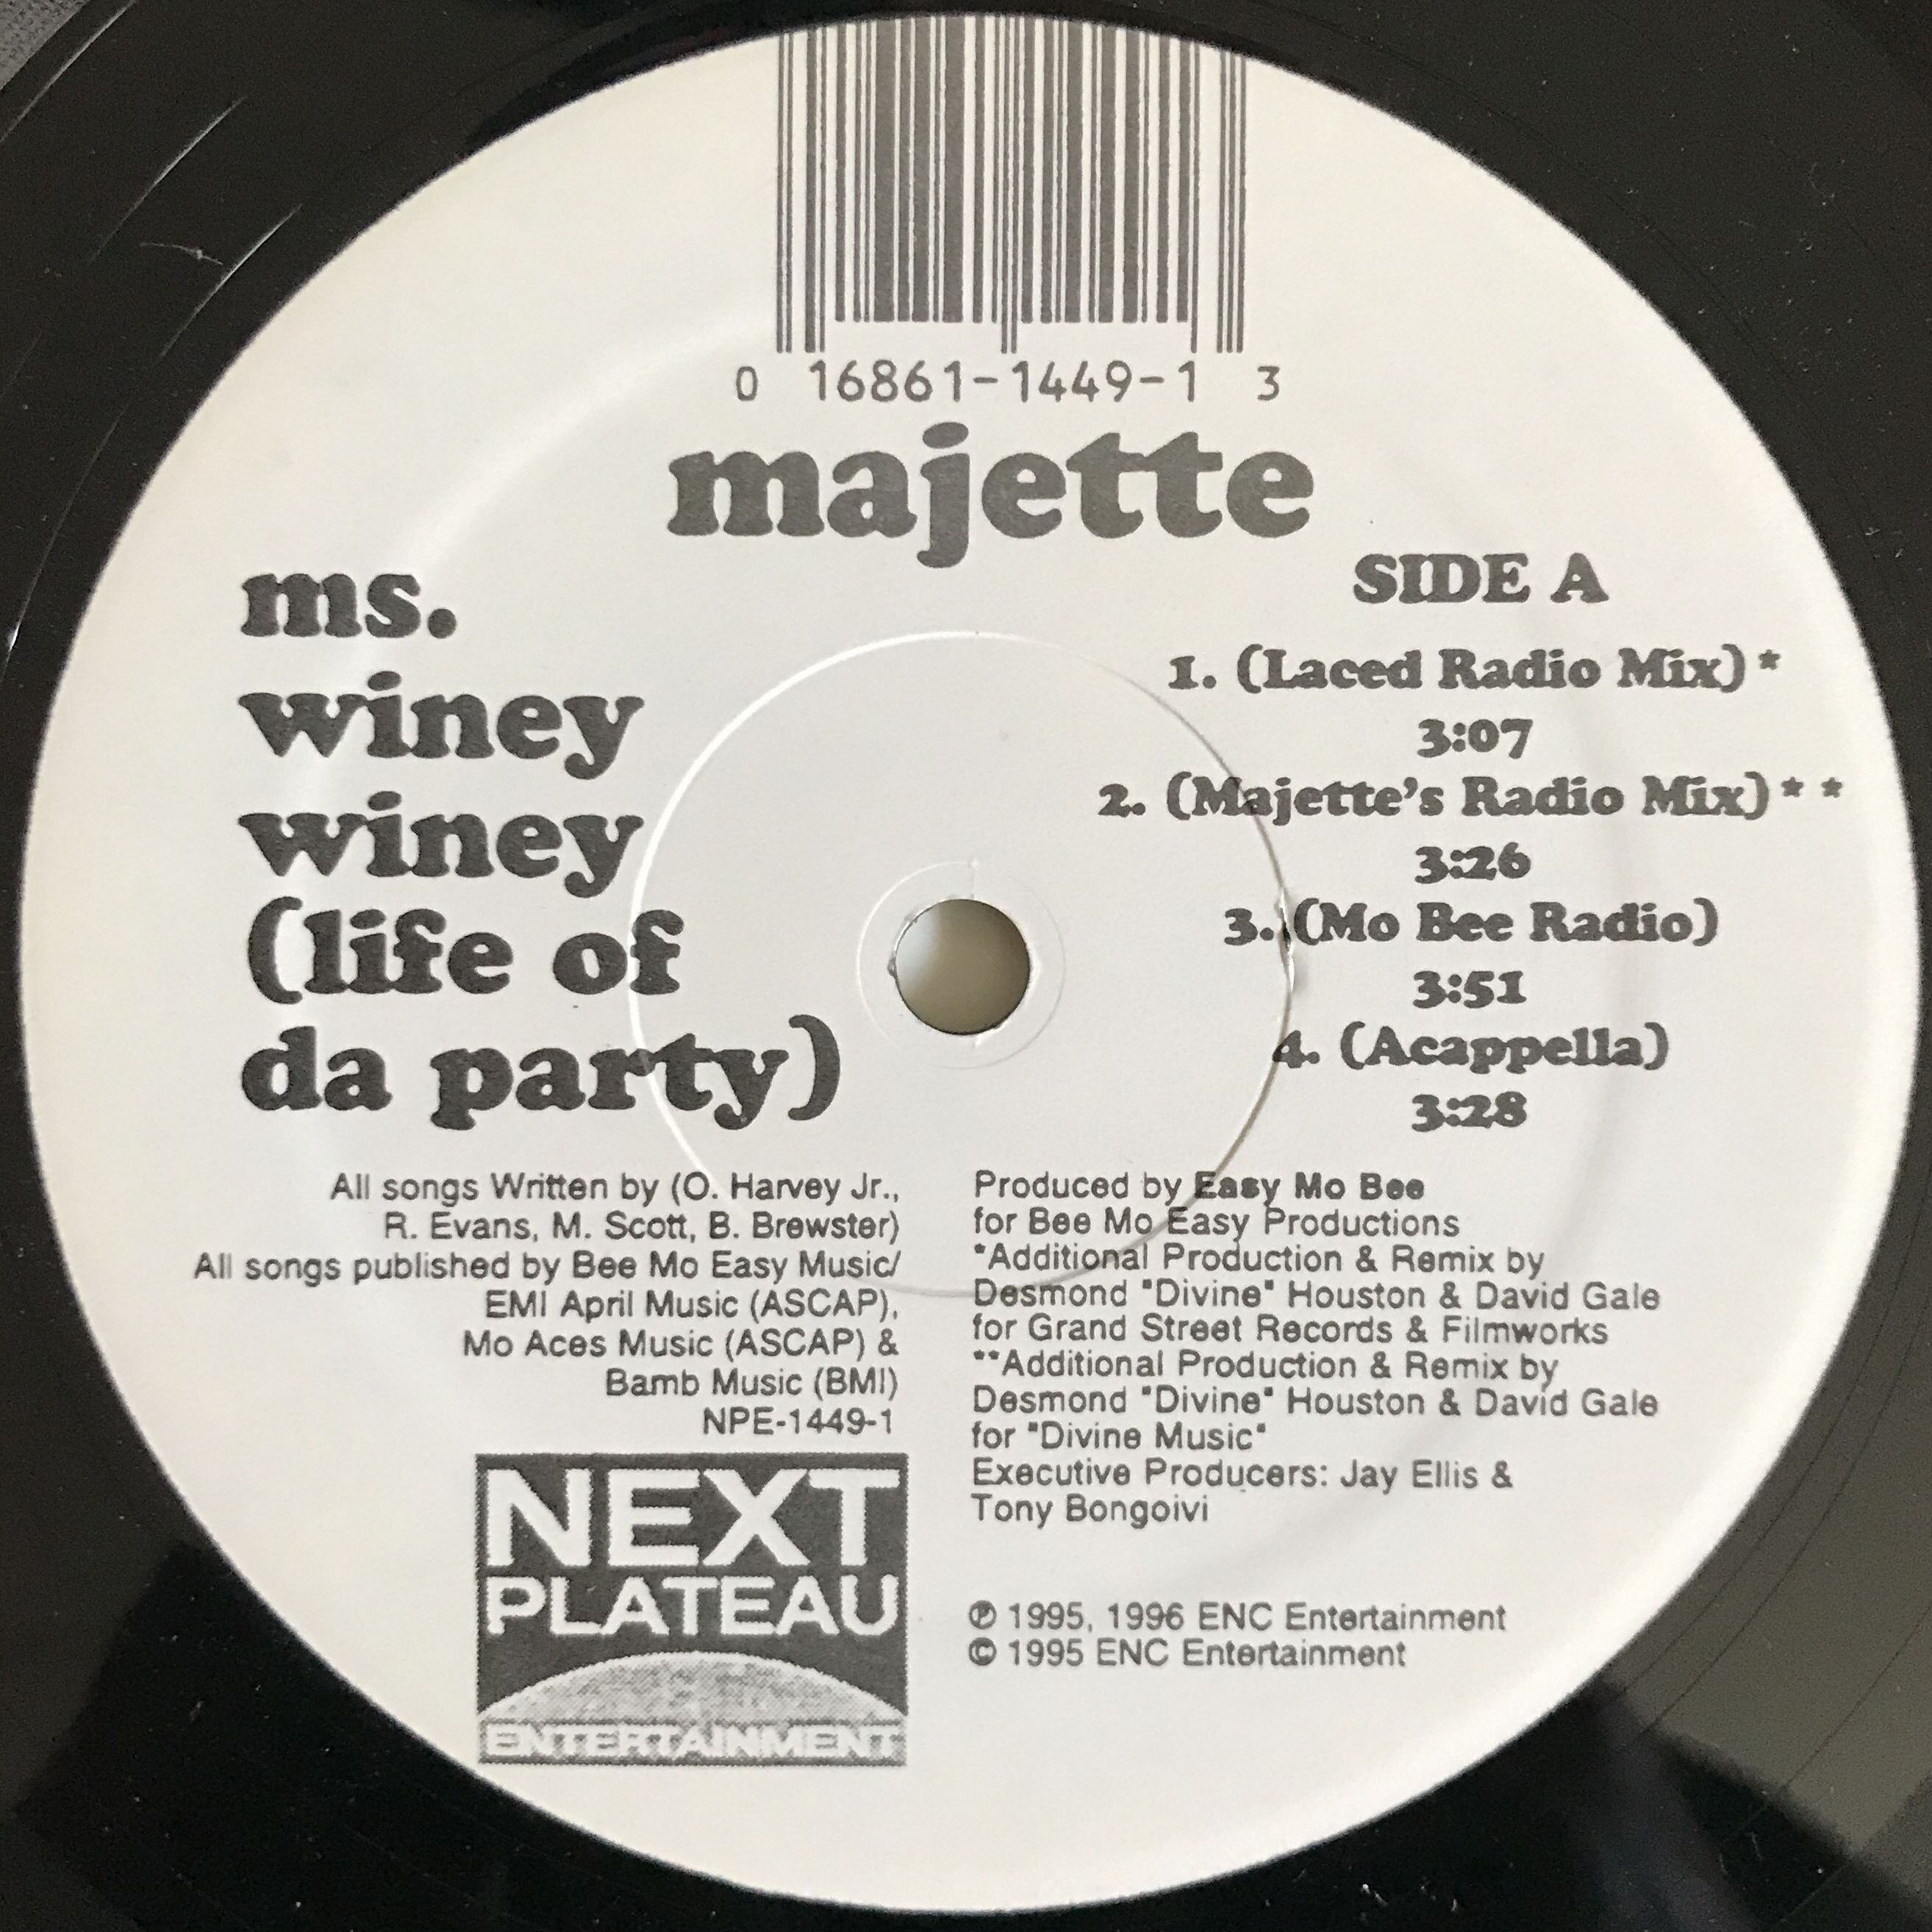 0 16861-1449-1 3
majette
ms.
winey
winey
(life of
da party)
SIDE A
1. (Laced Radio Mix)*
3:07
2. (Majette's Radio Mix)**
3:26
3. (Mo Bee Radio)
3:51
4. (Acappella)
3:28
All songs Written by (O. Harvey Jr.,
R. Evans, M. Scott, B. Brewster)
All songs published by Bee Mo Easy Music/
EMI April Music (ASCAP),
Mo Aces Music (ASCAP) &
Bamb Music (BMI)
NPE-1449-1
NEXT
PLATEAU
ENTERTAINMENT
Produced by Easy Mo Bee
for Bee Mo Easy Productions
*Additional Production & Remix by
Desmond "Divine" Houston & David Gale
for Grand Street Records & Filmworks
**Additional Production & Remix by
Desmond "Divine" Houston & David Gale
for "Divine Music"
Executive Producers: Jay Ellis &
Tony Bongoivi
℗ 1995, 1996 ENC Entertainment
© 1995 ENC Entertainment